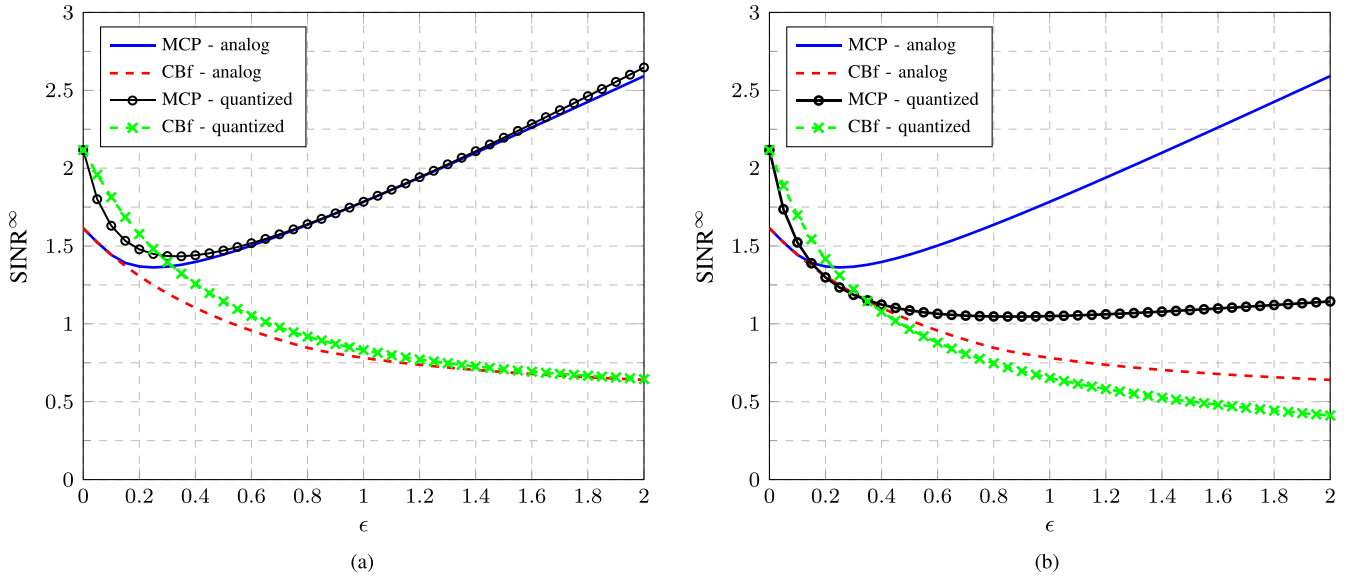 3
2.5
2
1.5
1
0.5
0
SINR^∞
MCP - analog
CBf - analog
MCP - quantized
CBf - quantized
0 0.2 0.4 0.6 0.8 1 1.2 1.4 1.6 1.8 2
ϵ
(a)
3
2.5
2
1.5
1
0.5
0
SINR^∞
MCP - analog
CBf - analog
MCP - quantized
CBf - quantized
0 0.2 0.4 0.6 0.8 1 1.2 1.4 1.6 1.8 2
ϵ
(b)